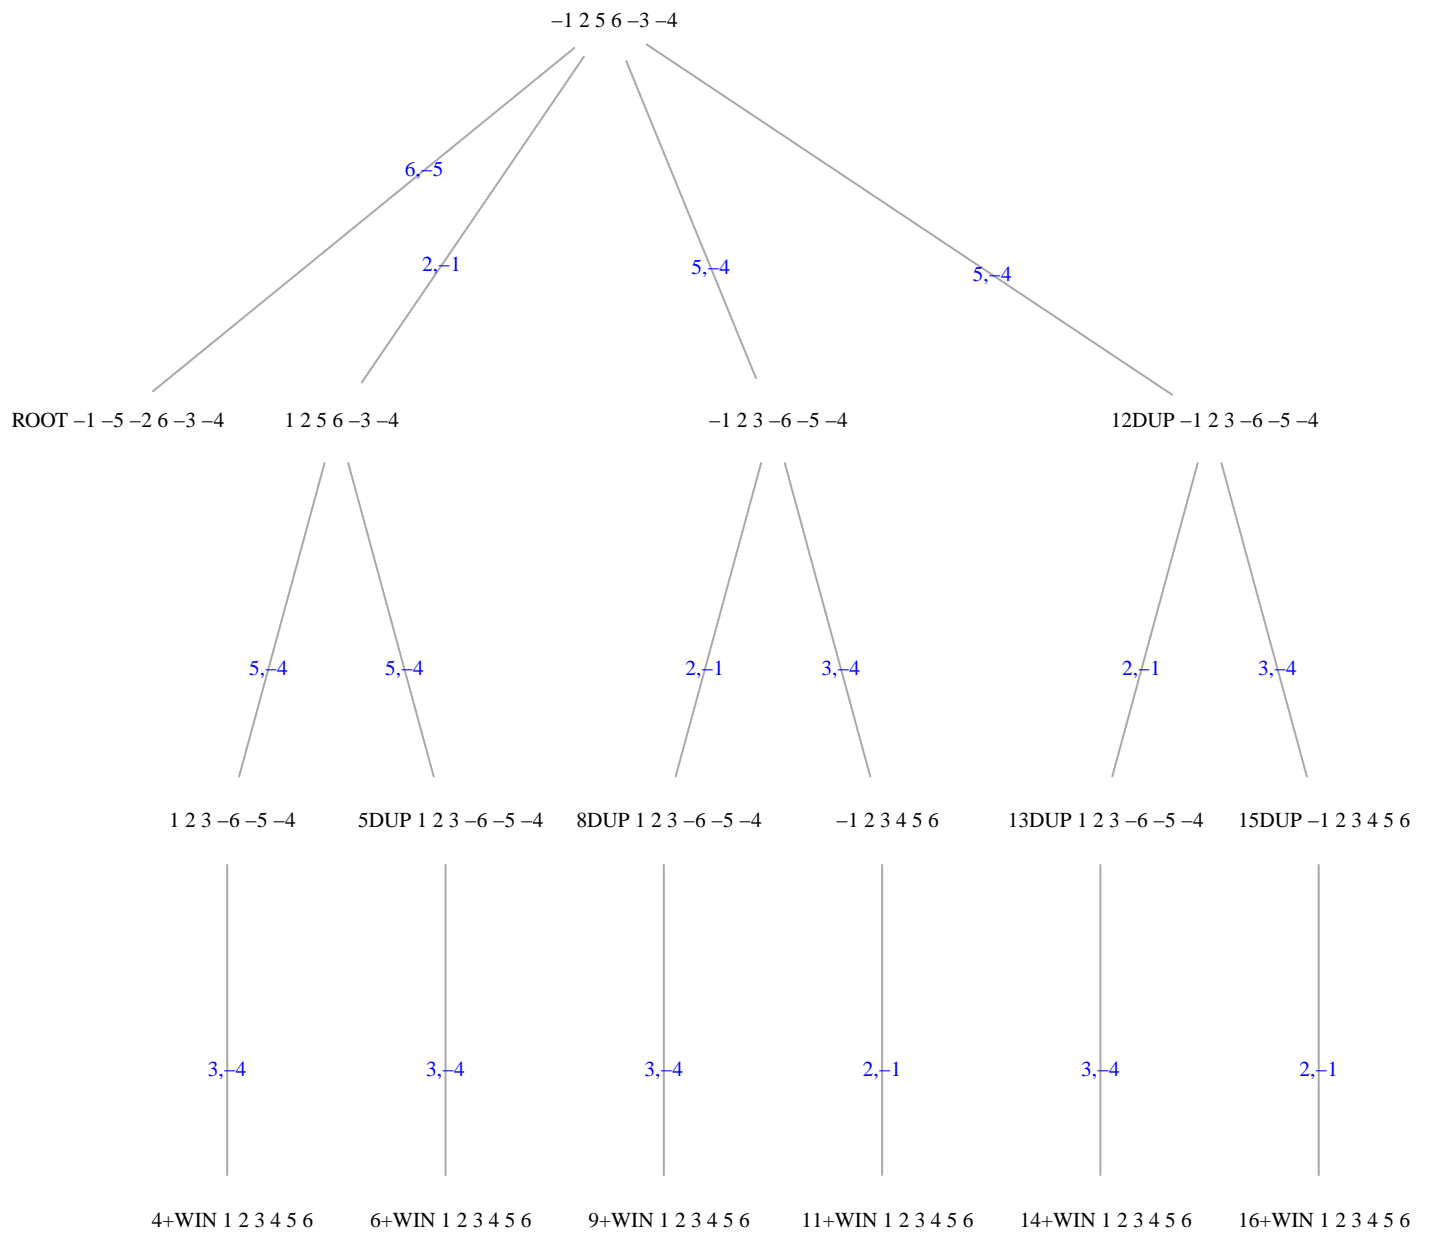 –1 2 5 6 –3 –4
6,–5
2,–1
5,–4
5,–4
ROOT –1 –5 –2 6 –3 –4
1 2 5 6 –3 –4
–1 2 3 –6 –5 –4
12DUP –1 2 3 –6 –5 –4
5,–4
5,–4
2,–1
3,–4
2,–1
3,–4
1 2 3 –6 –5 –4
5DUP 1 2 3 –6 –5 –4
8DUP 1 2 3 –6 –5 –4
–1 2 3 4 5 6
13DUP 1 2 3 –6 –5 –4
15DUP –1 2 3 4 5 6
3,–4
3,–4
3,–4
2,–1
3,–4
2,–1
4+WIN 1 2 3 4 5 6
6+WIN 1 2 3 4 5 6
9+WIN 1 2 3 4 5 6
11+WIN 1 2 3 4 5 6
14+WIN 1 2 3 4 5 6
16+WIN 1 2 3 4 5 6